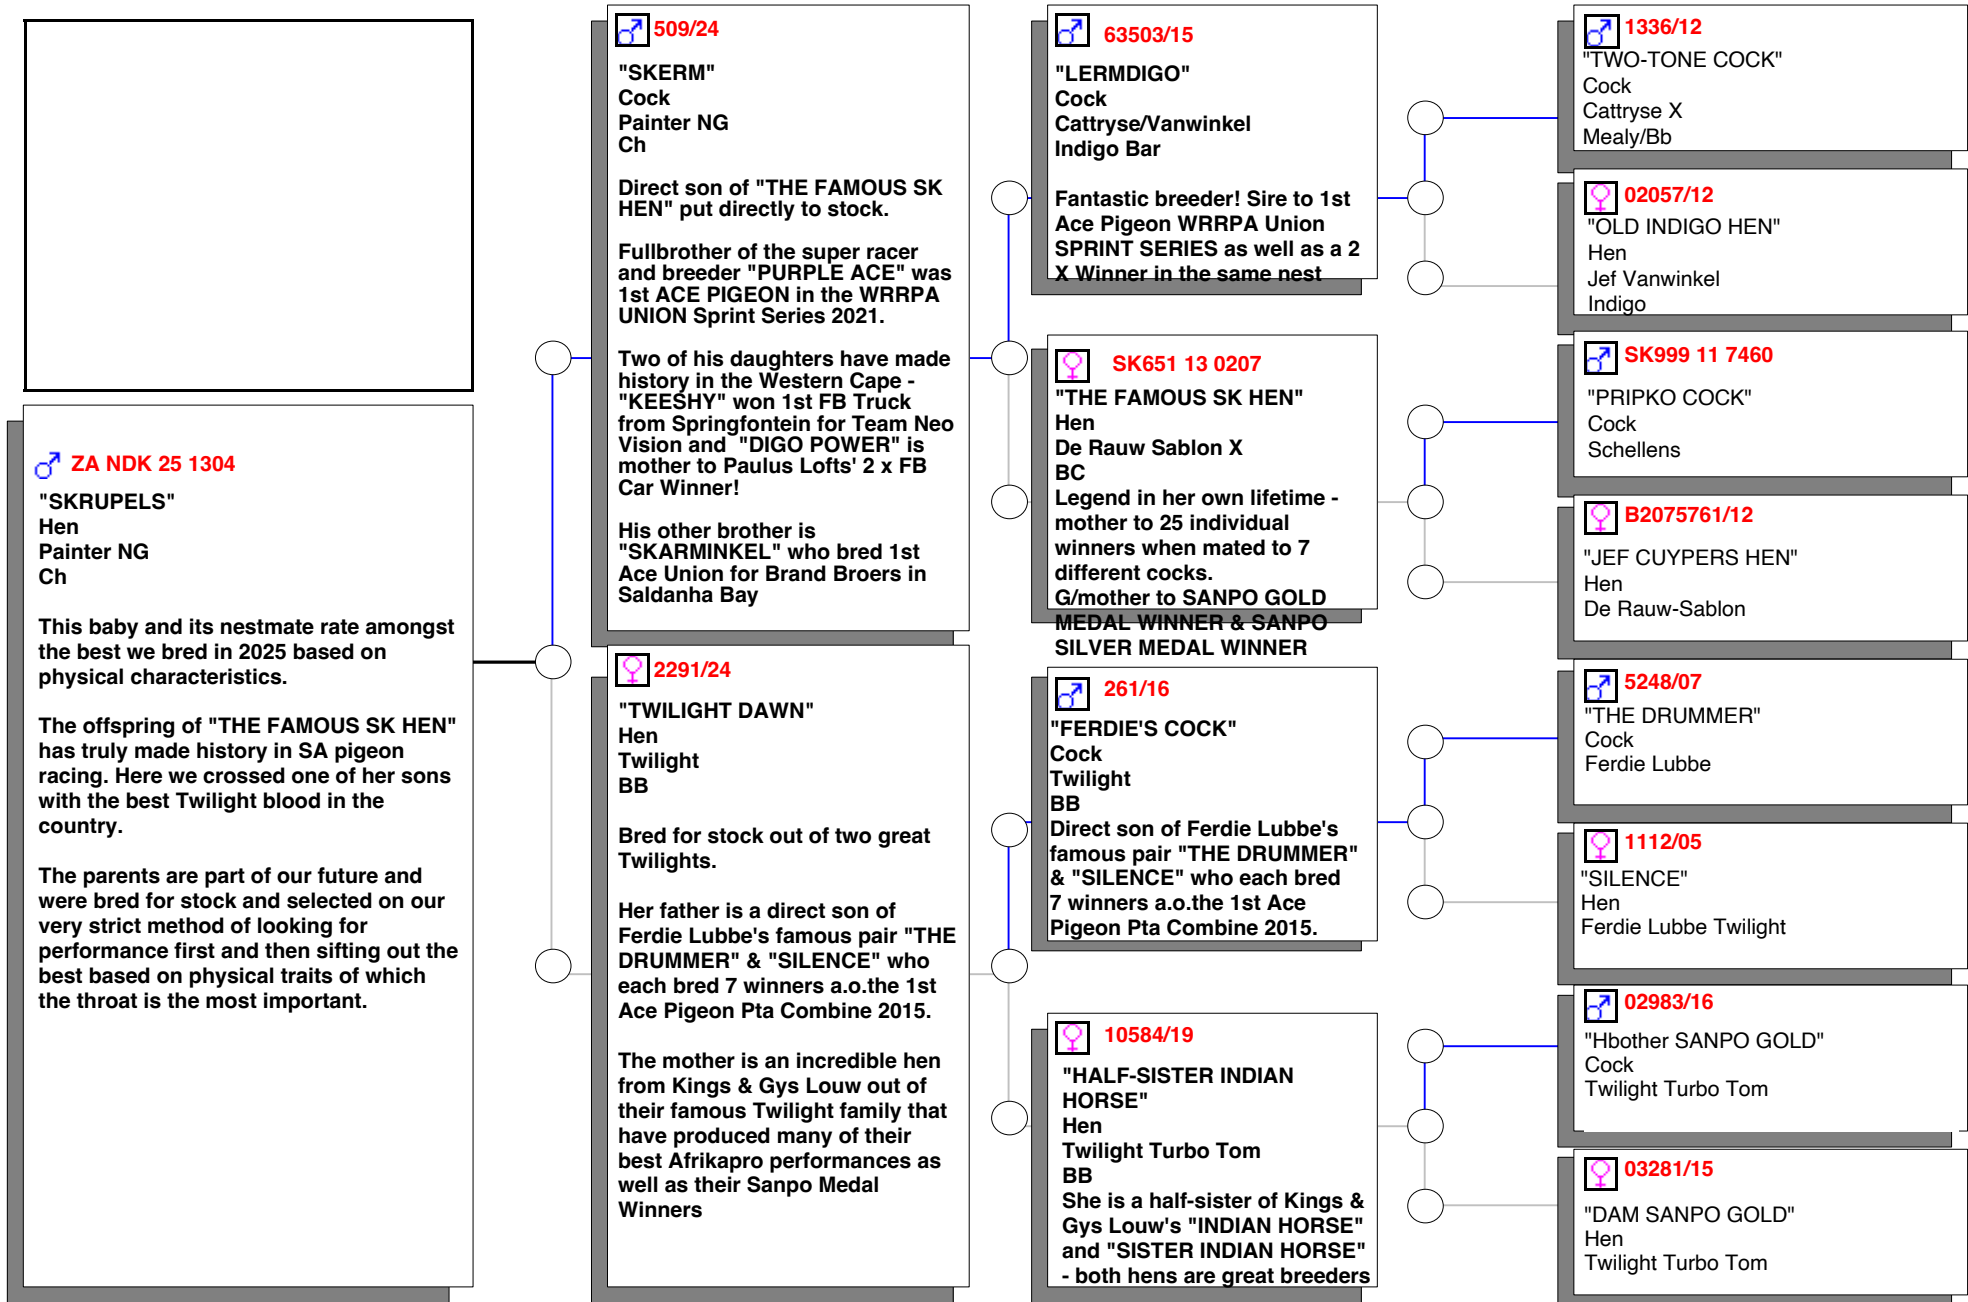 ZA NDK 25 1304
"SKRUPELS"
Hen
Painter NG
Ch
This baby and its nestmate rate amongst
the best we bred in 2025 based on
physical characteristics.
The offspring of "THE FAMOUS SK HEN"
has truly made history in SA pigeon
racing. Here we crossed one of her sons
with the best Twilight blood in the
country.
The parents are part of our future and
were bred for stock and selected on our
very strict method of looking for
performance first and then sifting out the
best based on physical traits of which
the throat is the most important.
509/24
"SKERM"
Cock
Painter NG
Ch
Direct son of "THE FAMOUS SK
HEN" put directly to stock.
Fullbrother of the super racer
and breeder "PURPLE ACE" was
1st ACE PIGEON in the WRRPA
UNION Sprint Series 2021.
Two of his daughters have made
history in the Western Cape -
"KEESHY" won 1st FB Truck
from Springfontein for Team Neo
Vision and "DIGO POWER" is
mother to Paulus Lofts' 2 x FB
Car Winner!
His other brother is
"SKARMINKEL" who bred 1st
Ace Union for Brand Broers in
Saldanha Bay
2291/24
"TWILIGHT DAWN"
Hen
Twilight
BB
Bred for stock out of two great
Twilights.
Her father is a direct son of
Ferdie Lubbe's famous pair "THE
DRUMMER" & "SILENCE" who
each bred 7 winners a.o.the 1st
Ace Pigeon Pta Combine 2015.
The mother is an incredible hen
from Kings & Gys Louw out of
their famous Twilight family that
have produced many of their
best Afrikapro performances as
well as their Sanpo Medal
Winners
63503/15
"LERMDIGO"
Cock
Cattryse/Vanwinkel
Indigo Bar
Fantastic breeder! Sire to 1st
Ace Pigeon WRRPA Union
SPRINT SERIES as well as a 2
X Winner in the same nest
SK651 13 0207
"THE FAMOUS SK HEN"
Hen
De Rauw Sablon X
BC
Legend in her own lifetime -
mother to 25 individual
winners when mated to 7
different cocks.
G/mother to SANPO GOLD
MEDAL WINNER & SANPO
SILVER MEDAL WINNER
261/16
"FERDIE'S COCK"
Cock
Twilight
BB
Direct son of Ferdie Lubbe's
famous pair "THE DRUMMER"
& "SILENCE" who each bred
7 winners a.o.the 1st Ace
Pigeon Pta Combine 2015.
10584/19
"HALF-SISTER INDIAN
HORSE"
Hen
Twilight Turbo Tom
BB
She is a half-sister of Kings &
Gys Louw's "INDIAN HORSE"
and "SISTER INDIAN HORSE"
- both hens are great breeders
1336/12
"TWO-TONE COCK"
Cock
Cattryse X
Mealy/Bb
02057/12
"OLD INDIGO HEN"
Hen
Jef Vanwinkel
Indigo
SK999 11 7460
"PRIPKO COCK"
Cock
Schellens
B2075761/12
"JEF CUYPERS HEN"
Hen
De Rauw-Sablon
5248/07
"THE DRUMMER"
Cock
Ferdie Lubbe
1112/05
"SILENCE"
Hen
Ferdie Lubbe Twilight
02983/16
"Hbother SANPO GOLD"
Cock
Twilight Turbo Tom
03281/15
"DAM SANPO GOLD"
Hen
Twilight Turbo Tom